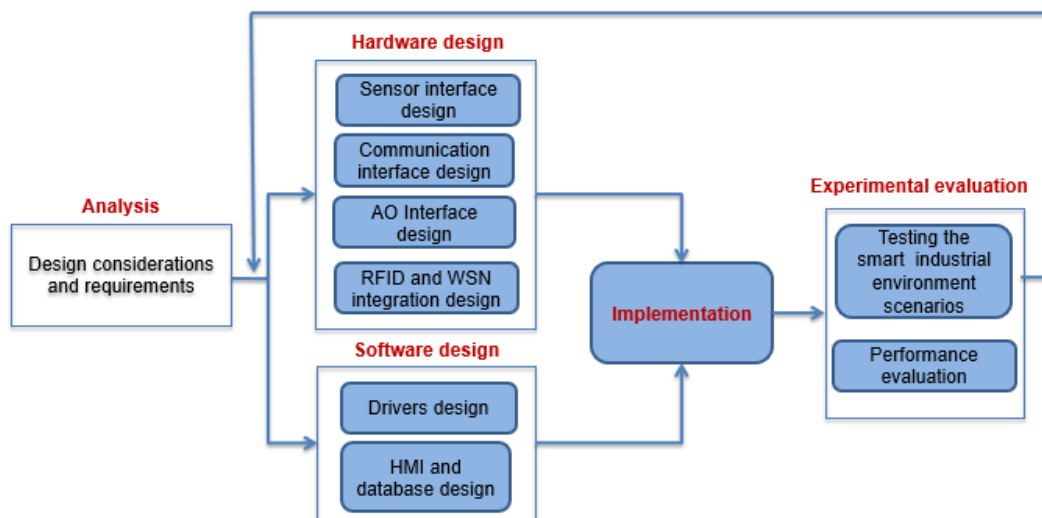 Analysis
Design considerations
and requirements
Hardware design
Sensor interface
design
Communication
interface design
AO Interface
design
RFID and WSN
integration design
Software design
Drivers design
HMI and
database design
Implementation
Experimental evaluation
Testing the
smart industrial
environment
scenarios
Performance
evaluation